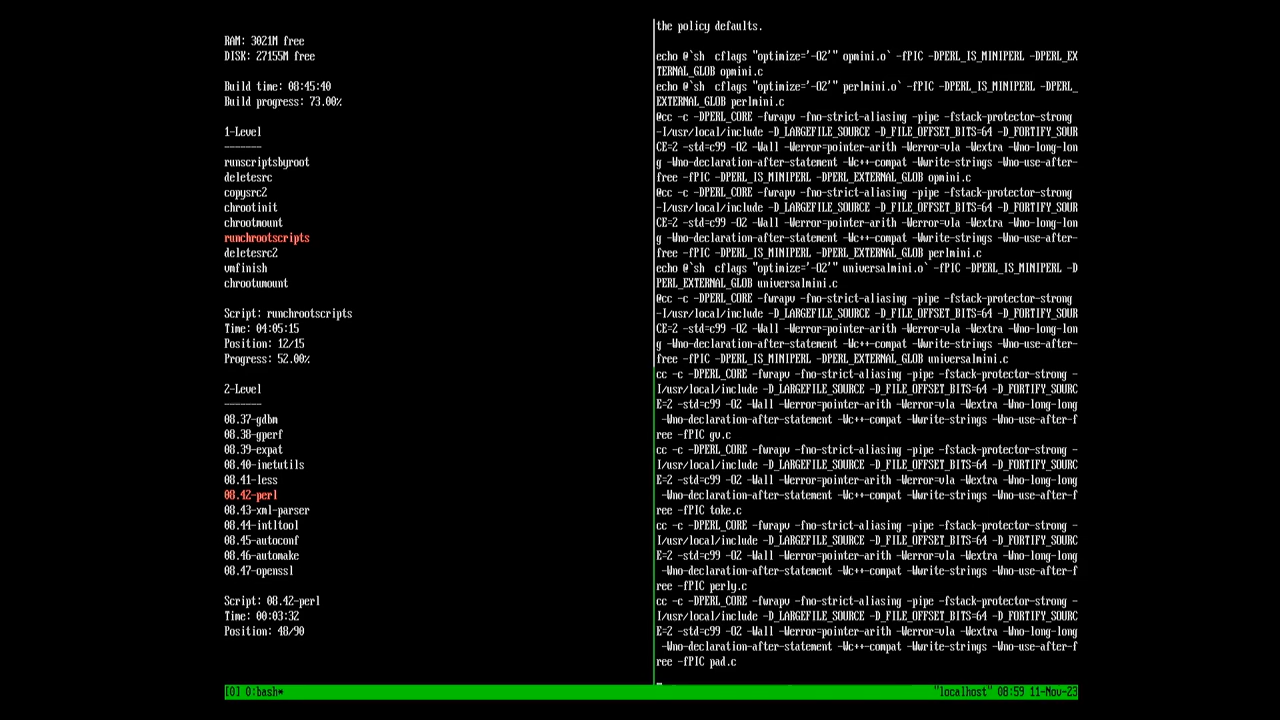 RAM: 3021M free
DISK: 27155M free
Build time: 08:45:40
Build progress: 73.00%
1-Level
-------
runscriptsbyroot
deletesrc
copysrc2
chrootinit
chrootmount
runchrootscripts
deletesrc2
vmfinish
chrootumount
Script: runchrootscripts
Time: 04:05:15
Position: 12/15
Progress: 52.00%
2-Level
-------
08.37-gdbm
08.38-gperf
08.39-expat
08.40-inetutils
08.41-less
08.42-perl
08.43-xml-parser
08.44-intltool
08.45-autoconf
08.46-automake
08.47-openssl
Script: 08.42-perl
Time: 00:03:32
Position: 48/90
the policy defaults.
echo @`sh  cflags "optimize='-O2'" opmini.o` -fPIC -DPERL_IS_MINIPERL -DPERL_EX
TERNAL_GLOB opmini.c
echo @`sh  cflags "optimize='-O2'" perlmini.o` -fPIC -DPERL_IS_MINIPERL -DPERL_
EXTERNAL_GLOB perlmini.c
@cc -c -DPERL_CORE -fwrapv -fno-strict-aliasing -pipe -fstack-protector-strong
-I/usr/local/include -D_LARGEFILE_SOURCE -D_FILE_OFFSET_BITS=64 -D_FORTIFY_SOUR
CE=2 -std=c99 -O2 -Wall -Werror=pointer-arith -Werror=vla -Wextra -Wno-long-lon
g -Wno-declaration-after-statement -Wc++-compat -Wwrite-strings -Wno-use-after-
free -fPIC -DPERL_IS_MINIPERL -DPERL_EXTERNAL_GLOB opmini.c
@cc -c -DPERL_CORE -fwrapv -fno-strict-aliasing -pipe -fstack-protector-strong
-I/usr/local/include -D_LARGEFILE_SOURCE -D_FILE_OFFSET_BITS=64 -D_FORTIFY_SOUR
CE=2 -std=c99 -O2 -Wall -Werror=pointer-arith -Werror=vla -Wextra -Wno-long-lon
g -Wno-declaration-after-statement -Wc++-compat -Wwrite-strings -Wno-use-after-
free -fPIC -DPERL_IS_MINIPERL -DPERL_EXTERNAL_GLOB perlmini.c
echo @`sh  cflags "optimize='-O2'" universalmini.o` -fPIC -DPERL_IS_MINIPERL -D
PERL_EXTERNAL_GLOB universalmini.c
@cc -c -DPERL_CORE -fwrapv -fno-strict-aliasing -pipe -fstack-protector-strong
-I/usr/local/include -D_LARGEFILE_SOURCE -D_FILE_OFFSET_BITS=64 -D_FORTIFY_SOUR
CE=2 -std=c99 -O2 -Wall -Werror=pointer-arith -Werror=vla -Wextra -Wno-long-lon
g -Wno-declaration-after-statement -Wc++-compat -Wwrite-strings -Wno-use-after-
free -fPIC -DPERL_IS_MINIPERL -DPERL_EXTERNAL_GLOB universalmini.c
cc -c -DPERL_CORE -fwrapv -fno-strict-aliasing -pipe -fstack-protector-strong -
I/usr/local/include -D_LARGEFILE_SOURCE -D_FILE_OFFSET_BITS=64 -D_FORTIFY_SOURC
E=2 -std=c99 -O2 -Wall -Werror=pointer-arith -Werror=vla -Wextra -Wno-long-long
 -Wno-declaration-after-statement -Wc++-compat -Wwrite-strings -Wno-use-after-f
ree -fPIC gv.c
cc -c -DPERL_CORE -fwrapv -fno-strict-aliasing -pipe -fstack-protector-strong -
I/usr/local/include -D_LARGEFILE_SOURCE -D_FILE_OFFSET_BITS=64 -D_FORTIFY_SOURC
E=2 -std=c99 -O2 -Wall -Werror=pointer-arith -Werror=vla -Wextra -Wno-long-long
 -Wno-declaration-after-statement -Wc++-compat -Wwrite-strings -Wno-use-after-f
ree -fPIC toke.c
cc -c -DPERL_CORE -fwrapv -fno-strict-aliasing -pipe -fstack-protector-strong -
I/usr/local/include -D_LARGEFILE_SOURCE -D_FILE_OFFSET_BITS=64 -D_FORTIFY_SOURC
E=2 -std=c99 -O2 -Wall -Werror=pointer-arith -Werror=vla -Wextra -Wno-long-long
 -Wno-declaration-after-statement -Wc++-compat -Wwrite-strings -Wno-use-after-f
ree -fPIC perly.c
cc -c -DPERL_CORE -fwrapv -fno-strict-aliasing -pipe -fstack-protector-strong -
I/usr/local/include -D_LARGEFILE_SOURCE -D_FILE_OFFSET_BITS=64 -D_FORTIFY_SOURC
E=2 -std=c99 -O2 -Wall -Werror=pointer-arith -Werror=vla -Wextra -Wno-long-long
 -Wno-declaration-after-statement -Wc++-compat -Wwrite-strings -Wno-use-after-f
ree -fPIC pad.c
[0] 0:bash* "localhost" 08:59 11-Nov-23